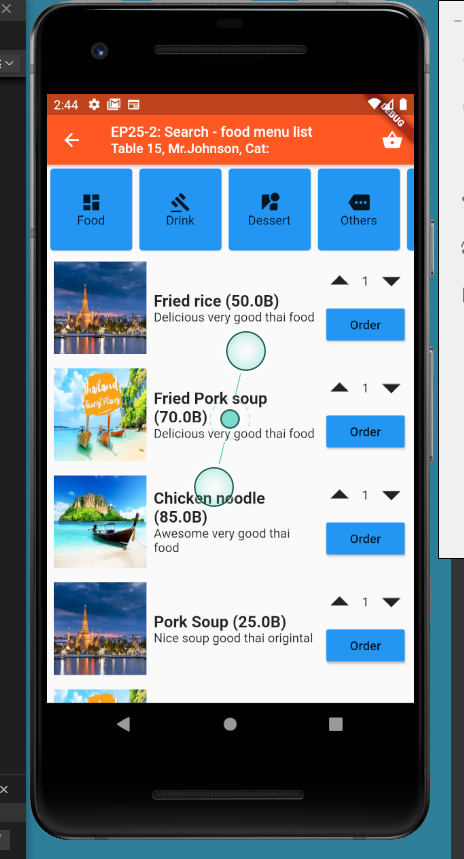 2:44
DEBUG
EP25-2: Search - food menu list
Table 15, Mr.Johnson, Cat:
Food
Drink
Dessert
Others
Fried rice (50.0B)
Delicious very good thai food
1
Order
Thailand
Fried Pork soup
(70.0B)
Delicious very good thai food
1
Order
Chicken noodle
(85.0B)
Awesome very good thai
food
1
Order
Pork Soup (25.0B)
Nice soup good thai origintal
1
Order